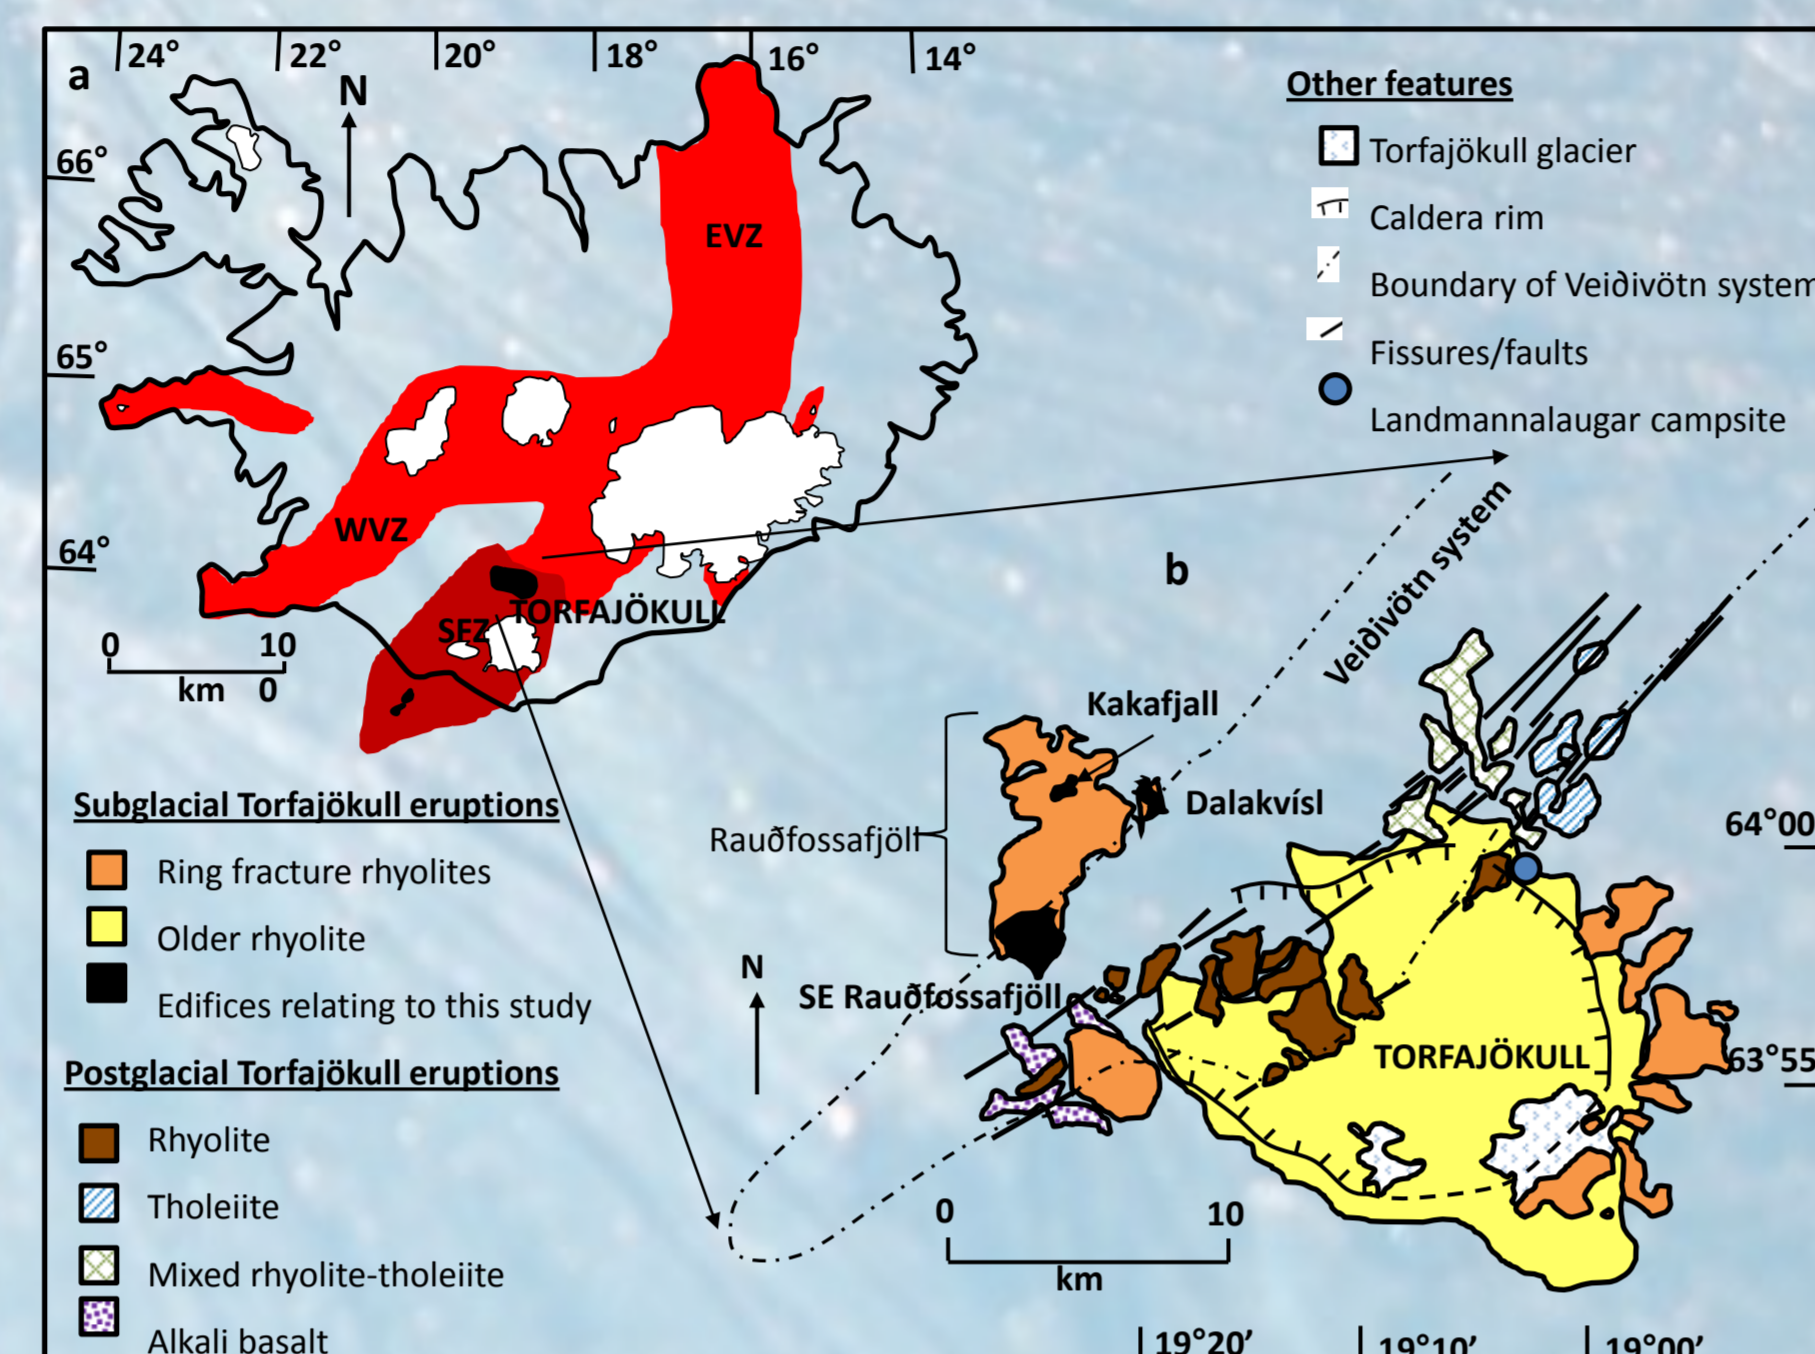 24° 22° 20° 18° 16° 14°
a
N
66°
65°
64°
EVZ
WVZ
SEZ
TORFAJÖKULL
0 10
km 0
Other features
Torfajökull glacier
Caldera rim
Boundary of Veiðivötn system
Fissures/faults
Landmannalaugar campsite
b
Veiðivötn system
Kakafjall
Dalakvísl
Rauðfossafjöll
SE Rauðfossafjöll
N
TORFAJÖKULL
64°00
63°55
0 10
km
19°20’ 19°10’ 19°00’
Subglacial Torfajökull eruptions
Ring fracture rhyolites
Older rhyolite
Edifices relating to this study
Postglacial Torfajökull eruptions
Rhyolite
Tholeiite
Mixed rhyolite-tholeiite
Alkali basalt